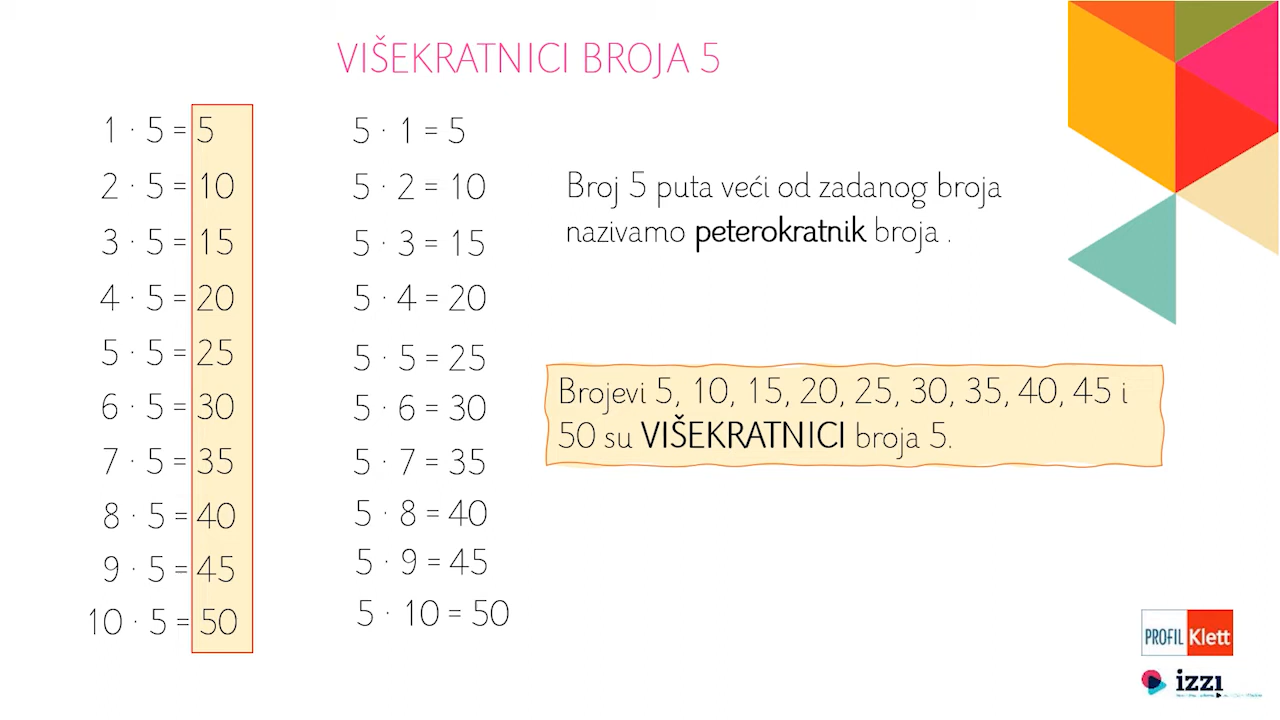 VIŠEKRATNICI BROJA 5
1 · 5 = 5
2 · 5 = 10
3 · 5 = 15
4 · 5 = 20
5 · 5 = 25
6 · 5 = 30
7 · 5 = 35
8 · 5 = 40
9 · 5 = 45
10 · 5 = 50
5 · 1 = 5
5 · 2 = 10
5 · 3 = 15
5 · 4 = 20
5 · 5 = 25
5 · 6 = 30
5 · 7 = 35
5 · 8 = 40
5 · 9 = 45
5 · 10 = 50
Broj 5 puta veći od zadanog broja
nazivamo peterokratnik broja .
Brojevi 5, 10, 15, 20, 25, 30, 35, 40, 45 i
50 su VIŠEKRATNICI broja 5.
PROFIL Klett
izzi